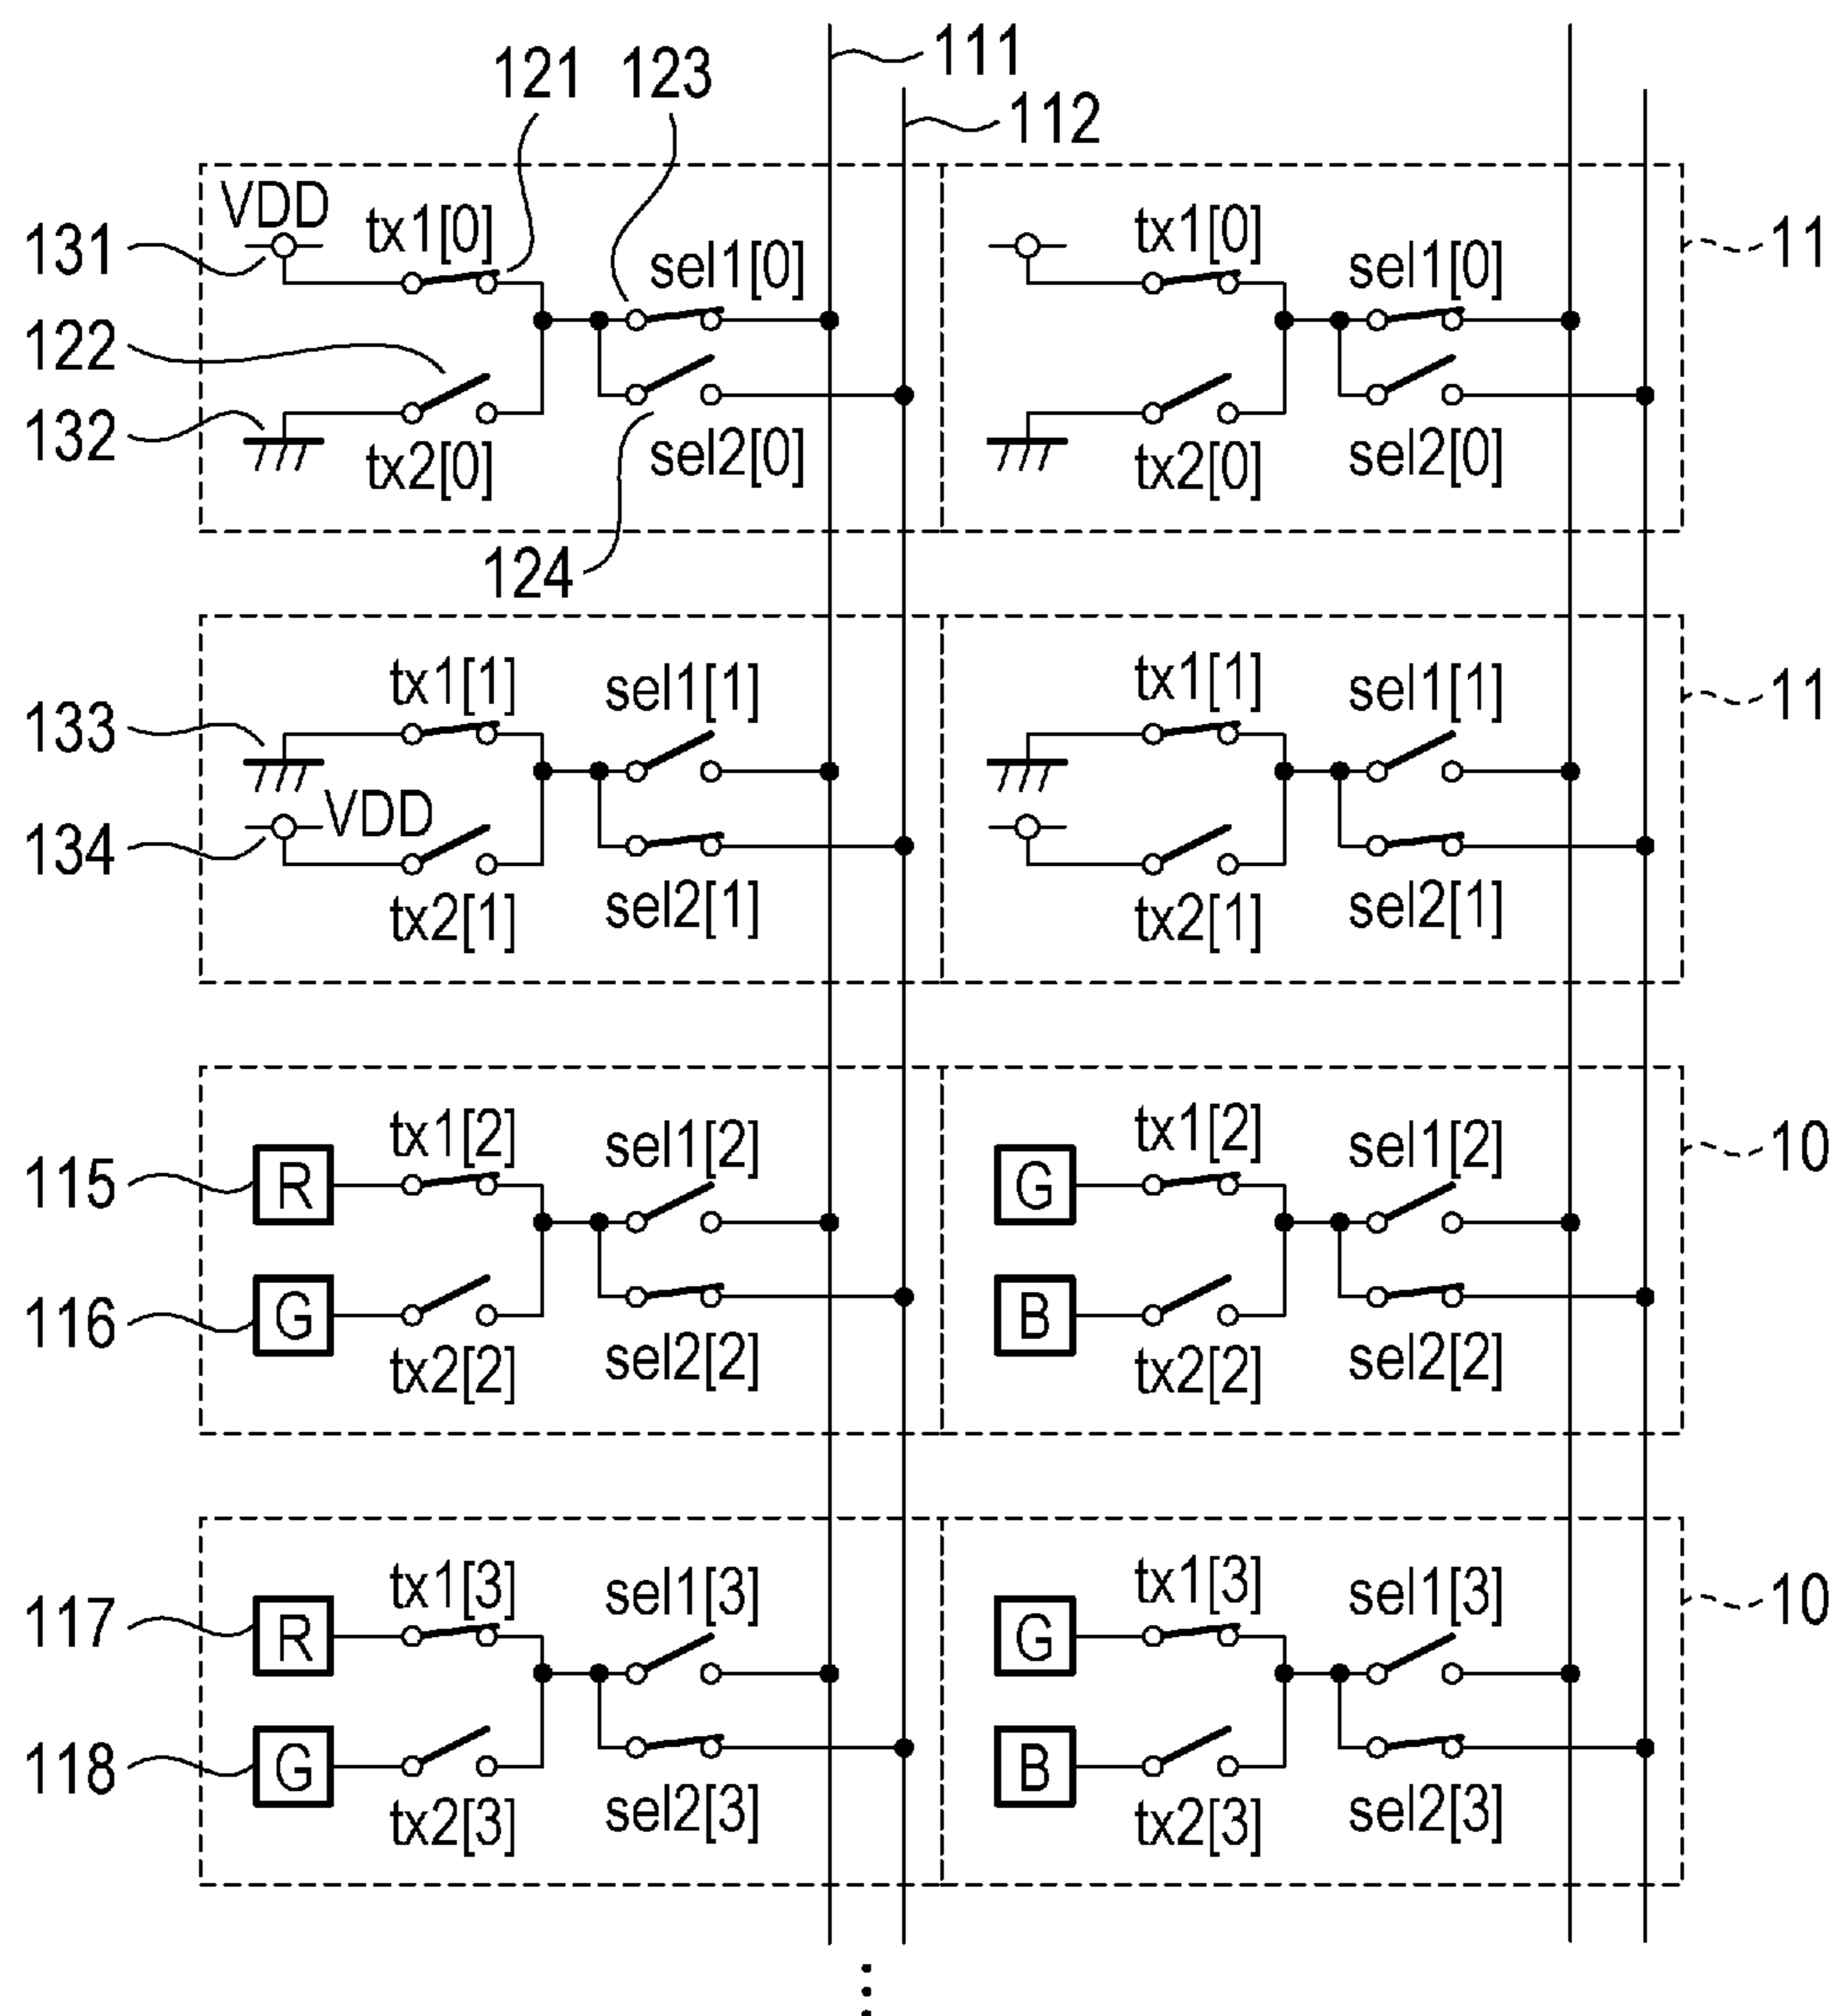 121 123 111
112
VDD
131 tx1[0] sel1[0] tx1[0] sel1[0] 11
122
132 tx2[0] sel2[0] tx2[0] sel2[0]
124
tx1[1] sel1[1] tx1[1] sel1[1] 11
133
134 VDD
tx2[1] sel2[1] tx2[1] sel2[1]
tx1[2] sel1[2] tx1[2] sel1[2] 10
115 R G
116 G B
tx2[2] sel2[2] tx2[2] sel2[2]
tx1[3] sel1[3] tx1[3] sel1[3] 10
117 R G
118 G B
tx2[3] sel2[3] tx2[3] sel2[3]